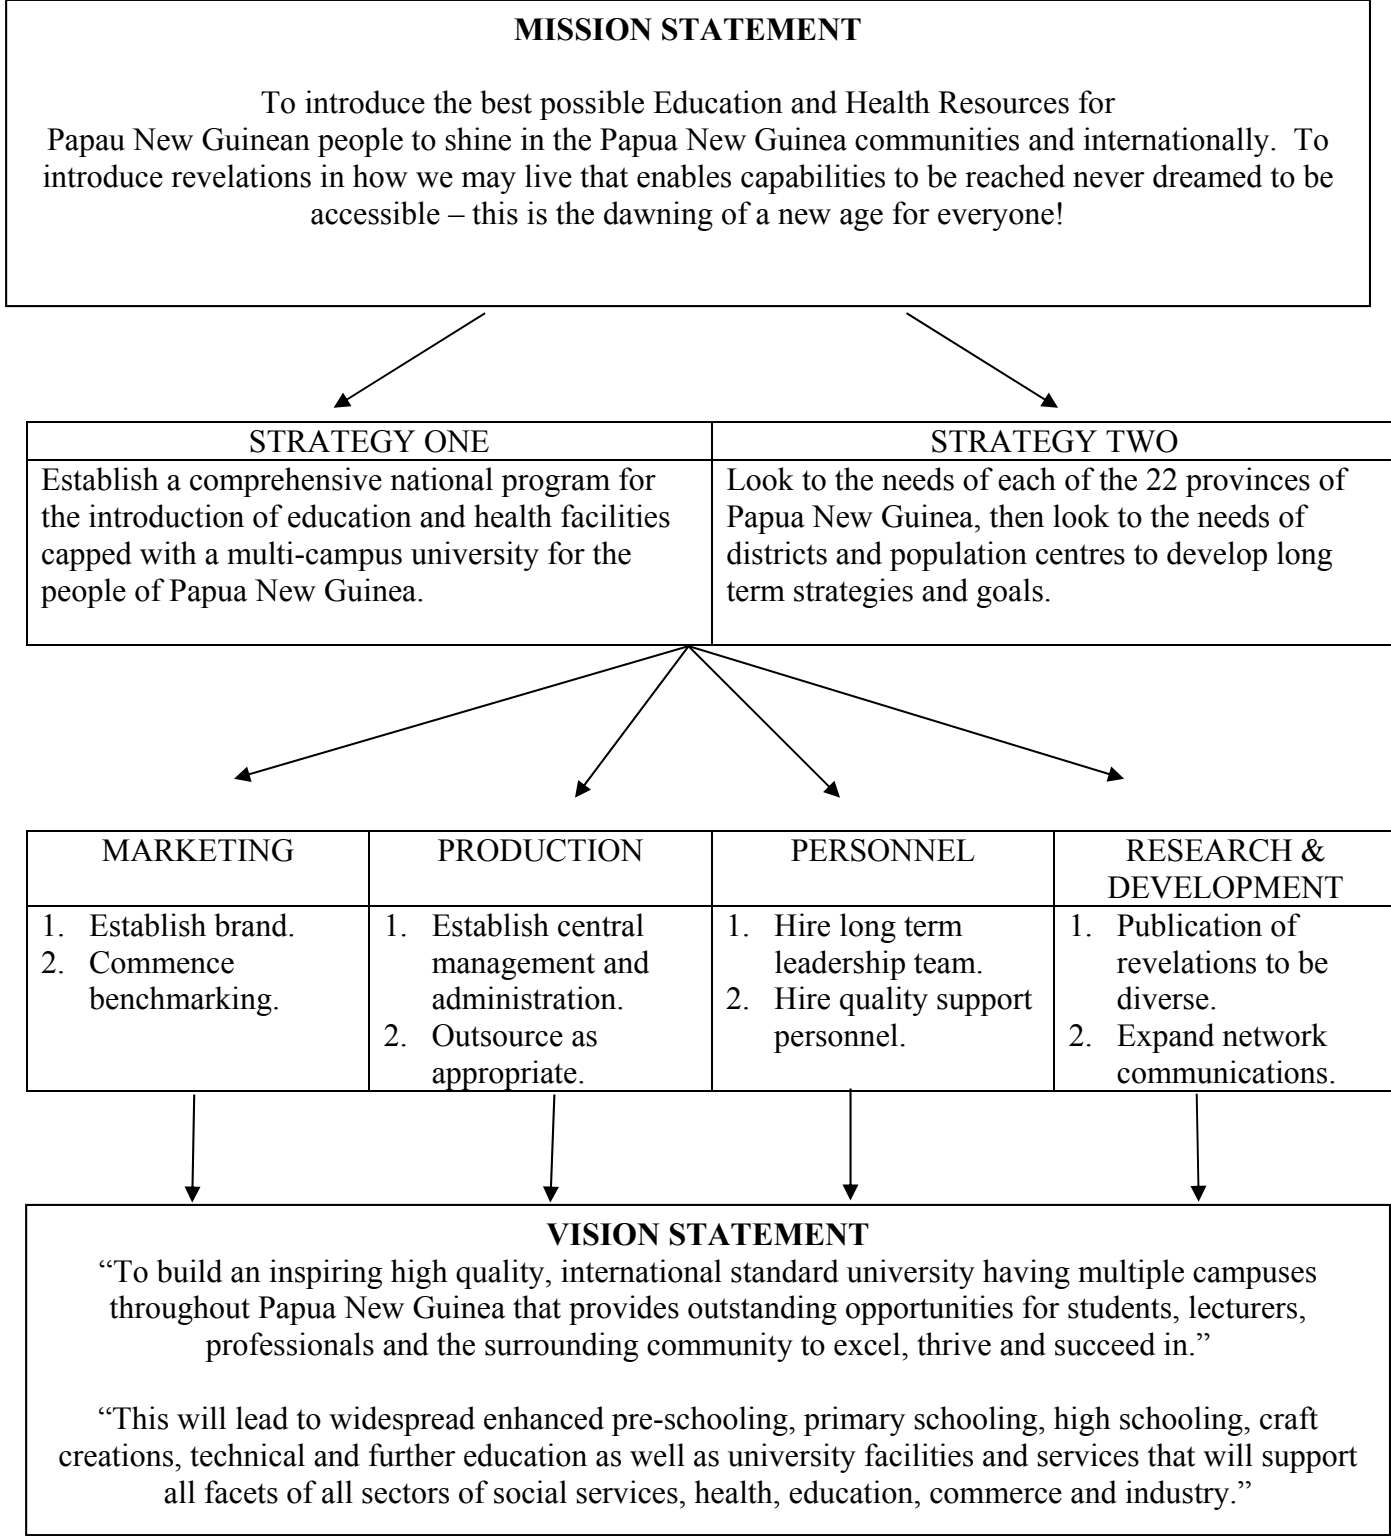 MISSION STATEMENT
To introduce the best possible Education and Health Resources for
Papau New Guinean people to shine in the Papua New Guinea communities and internationally.  To
introduce revelations in how we may live that enables capabilities to be reached never dreamed to be
accessible – this is the dawning of a new age for everyone!
STRATEGY ONE
Establish a comprehensive national program for
the introduction of education and health facilities
capped with a multi-campus university for the
people of Papua New Guinea.
STRATEGY TWO
Look to the needs of each of the 22 provinces of
Papua New Guinea, then look to the needs of
districts and population centres to develop long
term strategies and goals.
MARKETING
1. Establish brand.
2. Commence
benchmarking.
PRODUCTION
1. Establish central
management and
administration.
2. Outsource as
appropriate.
PERSONNEL
1. Hire long term
leadership team.
2. Hire quality support
personnel.
RESEARCH &
DEVELOPMENT
1. Publication of
revelations to be
diverse.
2. Expand network
communications.
VISION STATEMENT
“To build an inspiring high quality, international standard university having multiple campuses
throughout Papua New Guinea that provides outstanding opportunities for students, lecturers,
professionals and the surrounding community to excel, thrive and succeed in.”
“This will lead to widespread enhanced pre-schooling, primary schooling, high schooling, craft
creations, technical and further education as well as university facilities and services that will support
all facets of all sectors of social services, health, education, commerce and industry.”